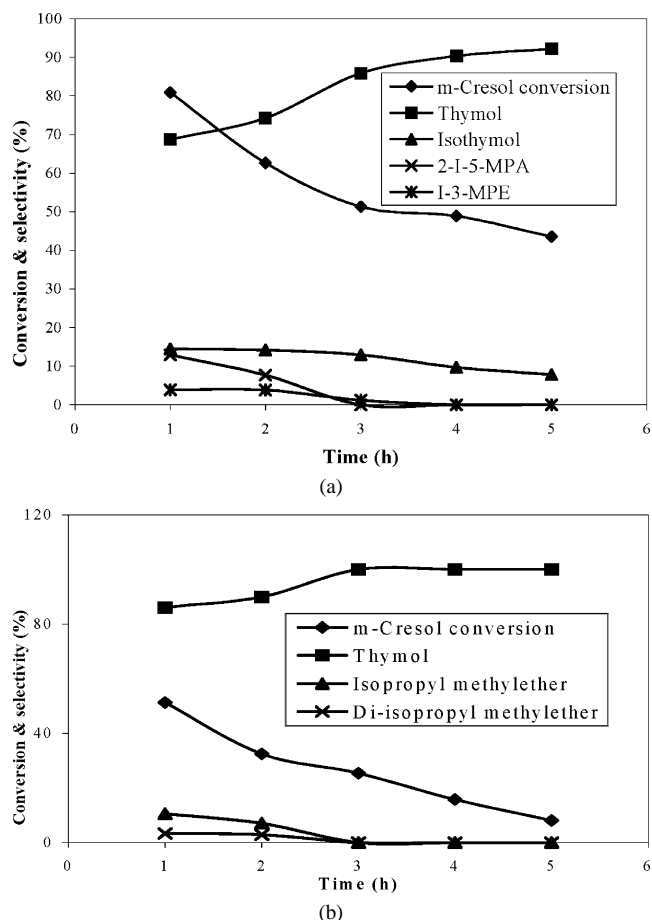 100
90
80
70
60
50
40
30
20
10
0
Conversion & selectivity (%)
m-Cresol conversion
Thymol
Isothymol
2-I-5-MPA
I-3-MPE
0 1 2 3 4 5 6
Time (h)
(a)
120
80
40
0
Conversion & selectivity (%)
m-Cresol conversion
Thymol
Isopropyl methylether
Di-isopropyl methylether
0 1 2 3 4 5 6
Time (h)
(b)